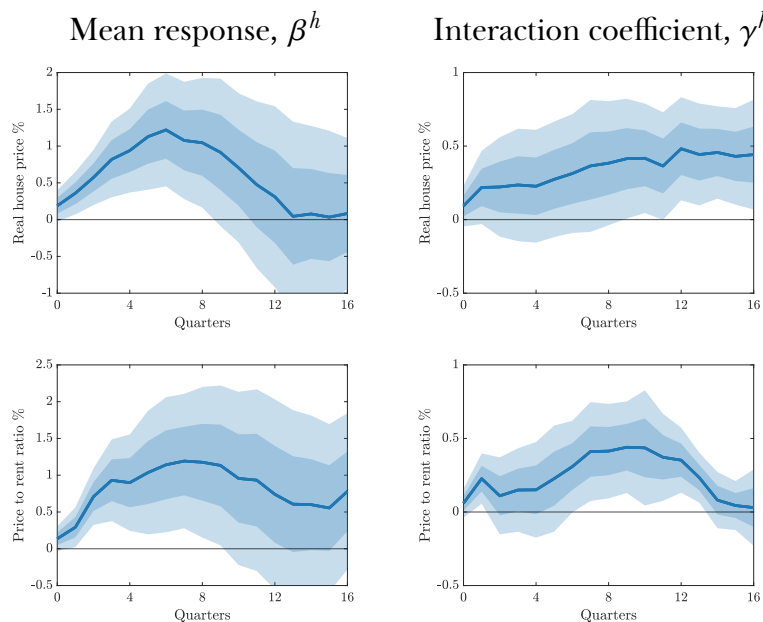 Mean response, βʰ
Interaction coefficient, γʰ
Real house price %
2
1.5
1
0.5
0
-0.5
-1
0 4 8 12 16
Quarters
Real house price %
1
0.5
0
-0.5
0 4 8 12 16
Quarters
Price to rent ratio %
2.5
2
1.5
1
0.5
0
-0.5
0 4 8 12 16
Quarters
Price to rent ratio %
1
0.5
0
-0.5
0 4 8 12 16
Quarters